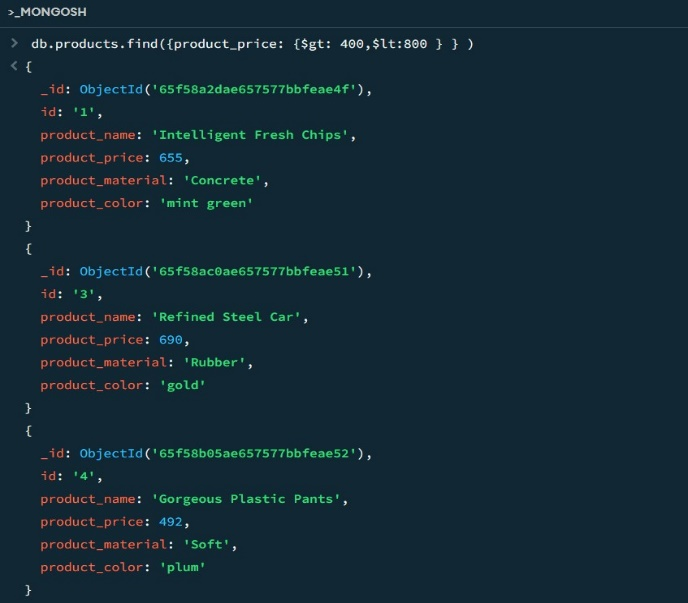 >_MONGOSH
> db.products.find({product_price: {$gt: 400,$lt:800 } } )
< {
_id: ObjectId('65f58a2dae657577bbfeae4f'),
id: '1',
product_name: 'Intelligent Fresh Chips',
product_price: 655,
product_material: 'Concrete',
product_color: 'mint green'
}
{
_id: ObjectId('65f58ac0ae657577bbfeae51'),
id: '3',
product_name: 'Refined Steel Car',
product_price: 690,
product_material: 'Rubber',
product_color: 'gold'
}
{
_id: ObjectId('65f58b05ae657577bbfeae52'),
id: '4',
product_name: 'Gorgeous Plastic Pants',
product_price: 492,
product_material: 'Soft',
product_color: 'plum'
}